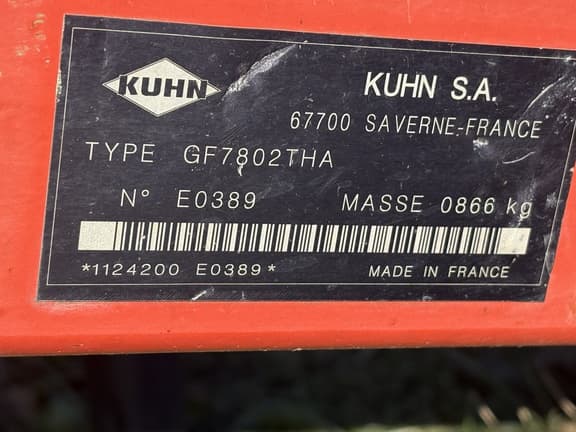 KUHN
KUHN S.A.
67700 SAVERNE-FRANCE
TYPE GF7802THA
N° E0389 MASSE 0866 kg
*1124200 E0389* MADE IN FRANCE